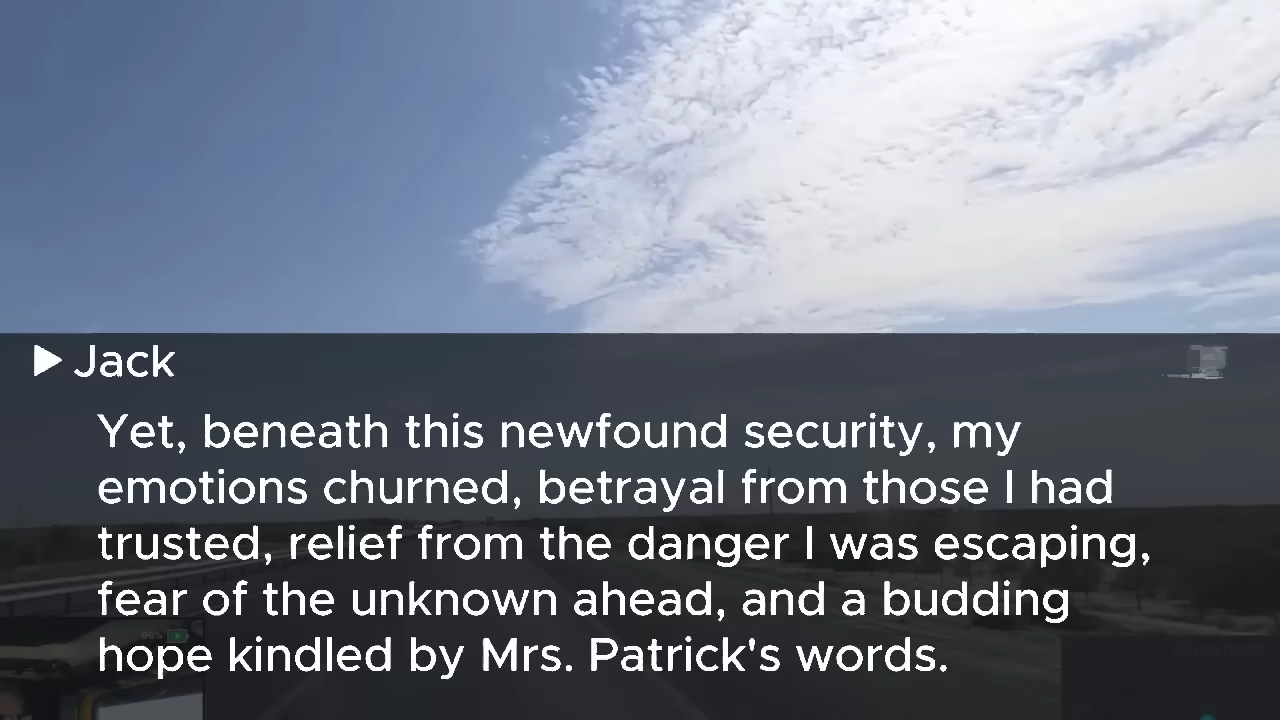 Jack
Yet, beneath this newfound security, my
emotions churned, betrayal from those I had
trusted, relief from the danger I was escaping,
fear of the unknown ahead, and a budding
hope kindled by Mrs. Patrick's words.
86%